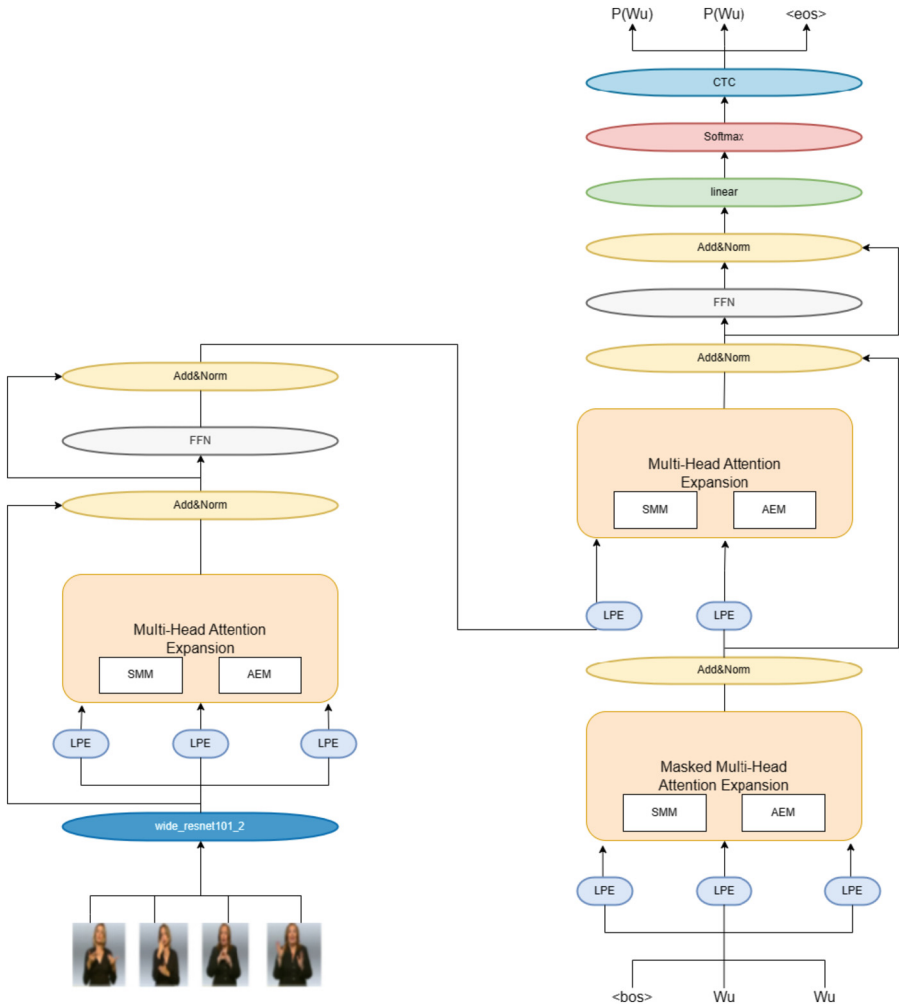 P(Wu) P(Wu) <eos>
CTC
Softmax
linear
Add&Norm
FFN
Add&Norm
Multi-Head Attention
Expansion
SMM AEM
LPE LPE
Add&Norm
Masked Multi-Head
Attention Expansion
SMM AEM
LPE LPE LPE
<bos> Wu Wu
Add&Norm
FFN
Add&Norm
Multi-Head Attention
Expansion
SMM AEM
LPE LPE LPE
wide_resnet101_2